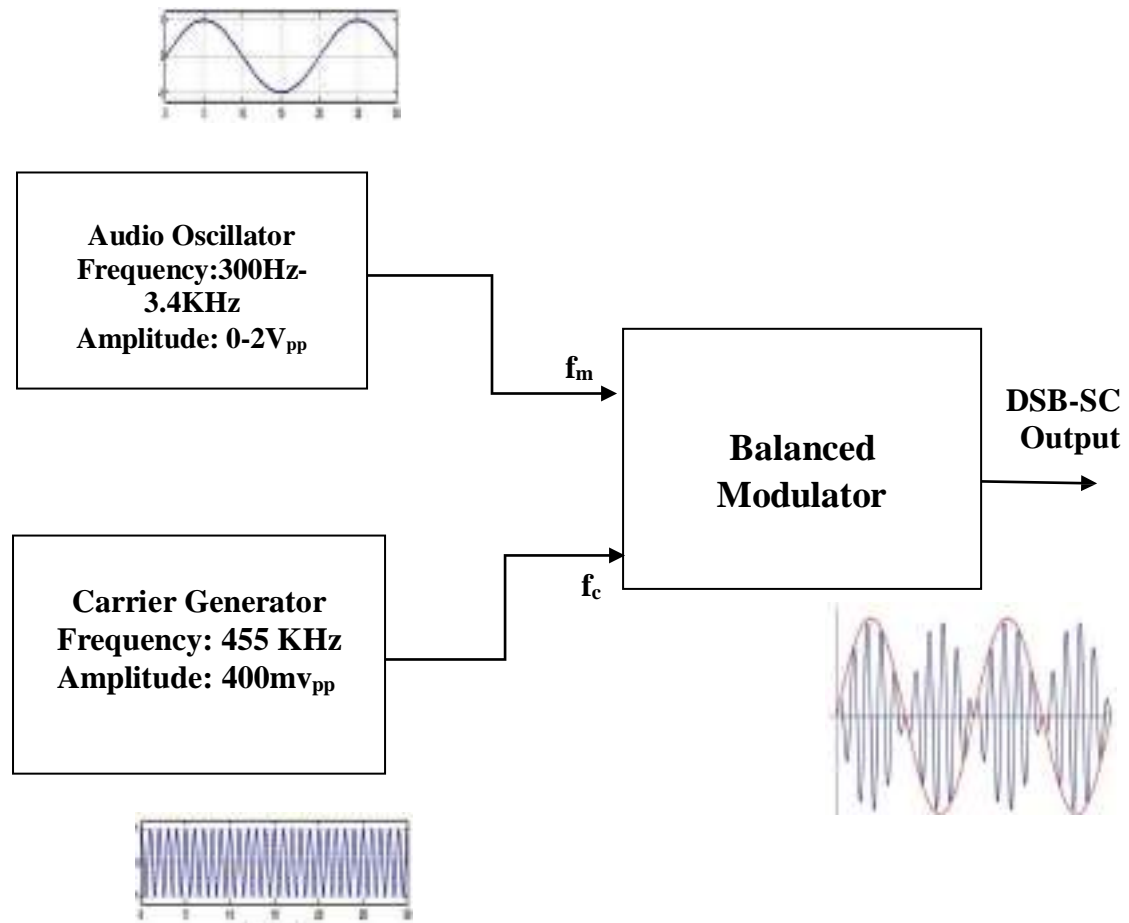 Audio Oscillator
Frequency:300Hz-
3.4KHz
Amplitude: 0-2Vpp
fm
DSB-SC
Output
Balanced
Modulator
fc
Carrier Generator
Frequency: 455 KHz
Amplitude: 400mvpp